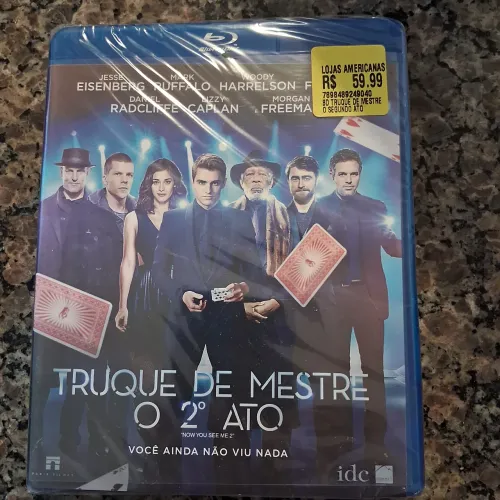 LOJAS AMERICANAS
R$ 59.99
7898489249040
BD TRUQUE DE MESTRE
O SEGUNDO ATO
JESSE MARK WOODY
EISENBERG RUFFALO HARRELSON
DANIEL LIZZY MORGAN
RADCLIFFE CAPLAN & FREEMAN
TRUQUE DE MESTRE
O 2º ATO
"NOW YOU SEE ME 2"
VOCÊ AINDA NÃO VIU NADA
idc